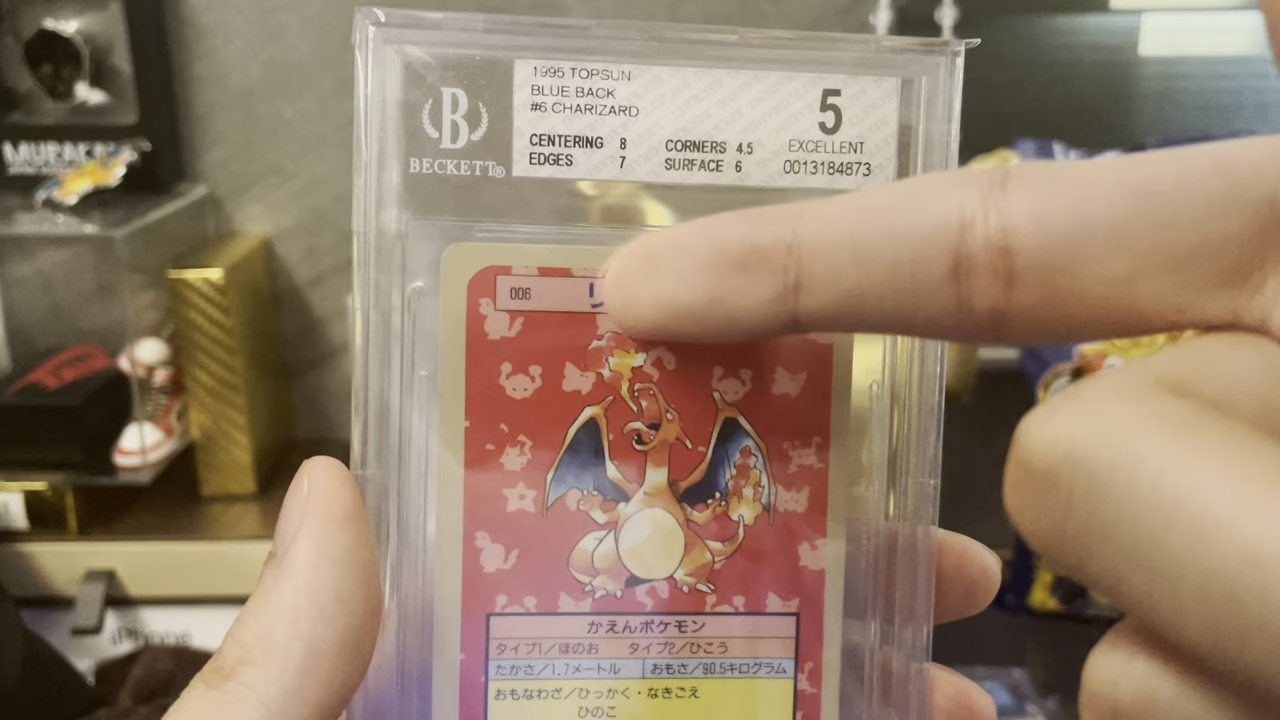 1995 TOPSUN
BLUE BACK
#6 CHARIZARD
CENTERING 8 CORNERS 4.5
EDGES 7 SURFACE 6
5
EXCELLENT
0013184873
B
BECKETT®
MURAKA
006 リ
かえんポケモン
タイプ1/ほのお タイプ2/ひこう
たかさ/1.7メートル おもさ/90.5キログラム
おもなわざ/ひっかく・なきごえ
ひのこ
iPhone